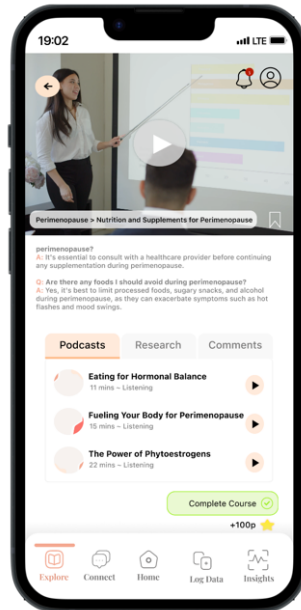 19:02
LTE
Perimenopause > Nutrition and Supplements for Perimenopause
perimenopause?
A: It's essential to consult with a healthcare provider before continuing
any supplementation during perimenopause.
Q: Are there any foods I should avoid during perimenopause?
A: Yes, it's best to limit processed foods, sugary snacks, and alcohol
during perimenopause, as they can exacerbate symptoms such as hot
flashes and mood swings.
Podcasts
Research
Comments
Eating for Hormonal Balance
11 mins – Listening
Fueling Your Body for Perimenopause
15 mins – Listening
The Power of Phytoestrogens
22 mins – Listening
Complete Course
+100p
Explore
Connect
Home
Log Data
Insights